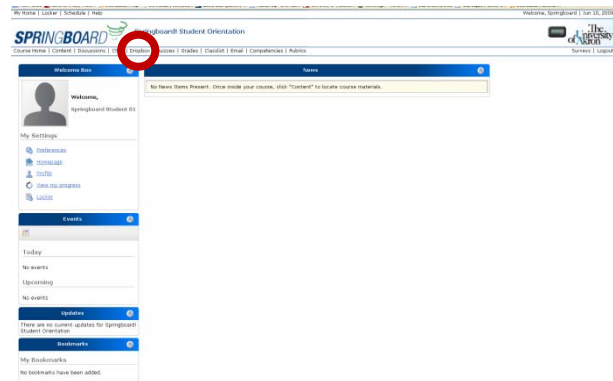 My Home | Locker | Schedule | Help
Welcome, Springboard | Jun 10, 2009
SPRINGBOARD
Springboard! Student Orientation
The University of Akron
Course Home | Content | Discussions | Dropbox | Quizzes | Grades | Classlist | Email | Competencies | Rubrics
Surveys | Logout
Welcome Box
News
No News Items Present. Once inside your course, click "Content" to locate course materials.
Welcome,
Springboard Student 01
My Settings
Preferences
Homepage
Profile
View my progress
Locker
Events
Today
No events
Upcoming
No events
Updates
There are no current updates for Springboard!
Student Orientation
Bookmarks
My Bookmarks
No bookmarks have been added.